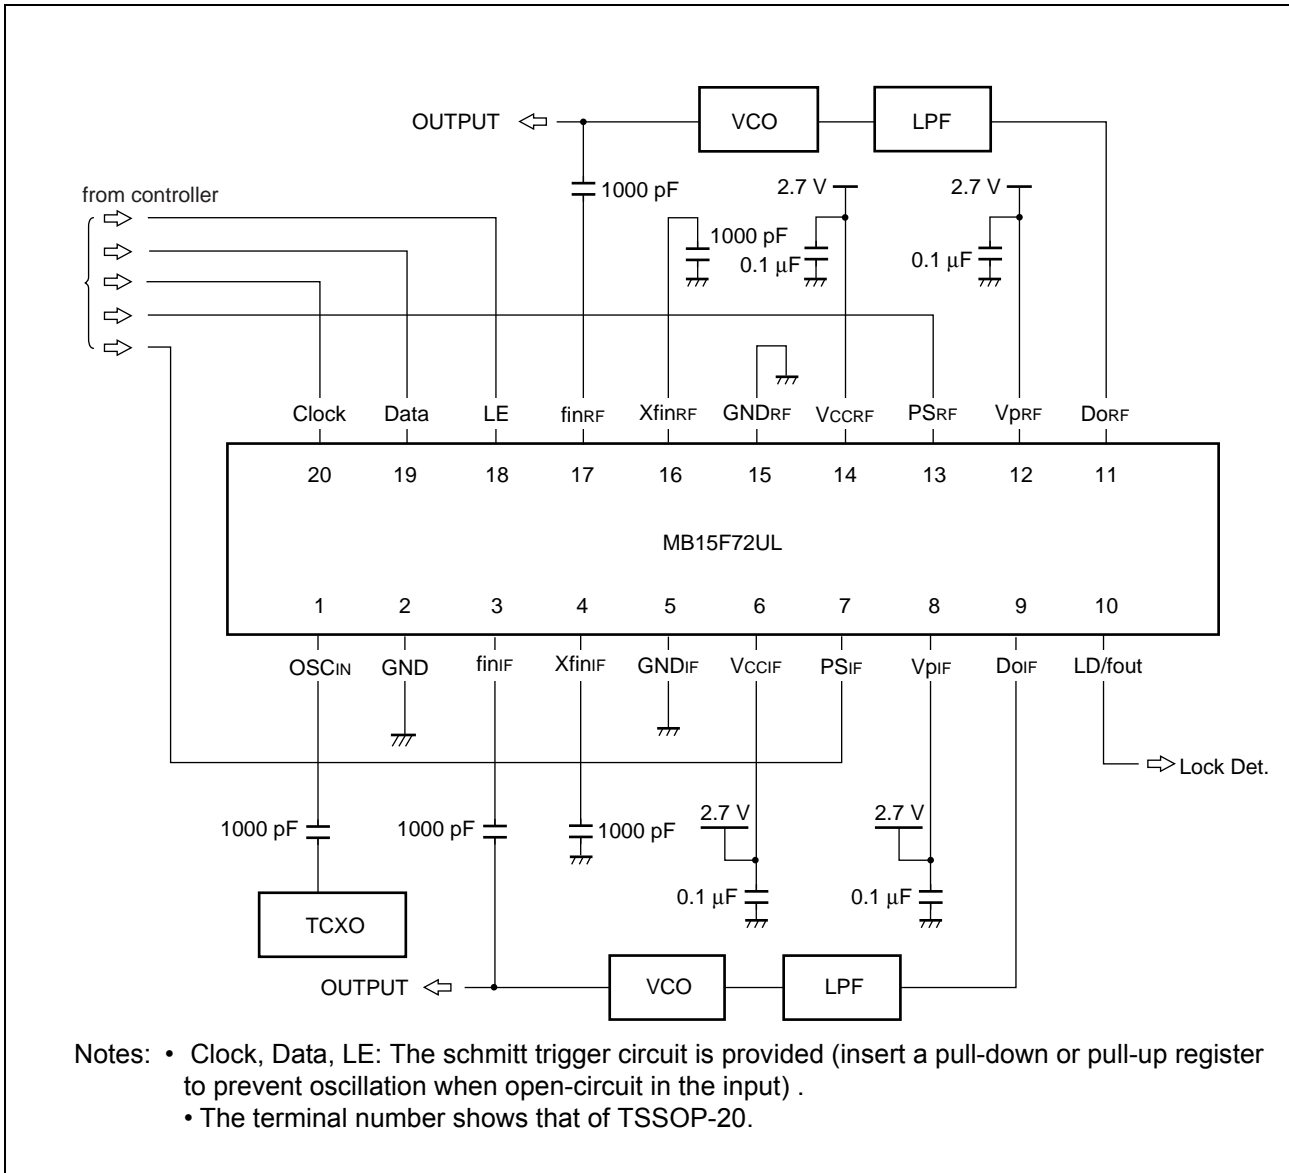 OUTPUT VCO LPF
1000 pF 2.7 V 2.7 V
from controller
1000 pF
0.1 µF 0.1 µF
Clock Data LE finRF XfinRF GNDRF VCCRF PSRF VpRF DoRF
20 19 18 17 16 15 14 13 12 11
MB15F72UL
1 2 3 4 5 6 7 8 9 10
OSCIN GND finIF XfinIF GNDIF VCCIF PSIF VpIF DoIF LD/fout
Lock Det.
1000 pF 1000 pF 1000 pF 2.7 V 2.7 V
0.1 µF 0.1 µF
TCXO
OUTPUT VCO LPF
Notes: • Clock, Data, LE: The schmitt trigger circuit is provided (insert a pull-down or pull-up register
to prevent oscillation when open-circuit in the input) .
• The terminal number shows that of TSSOP-20.